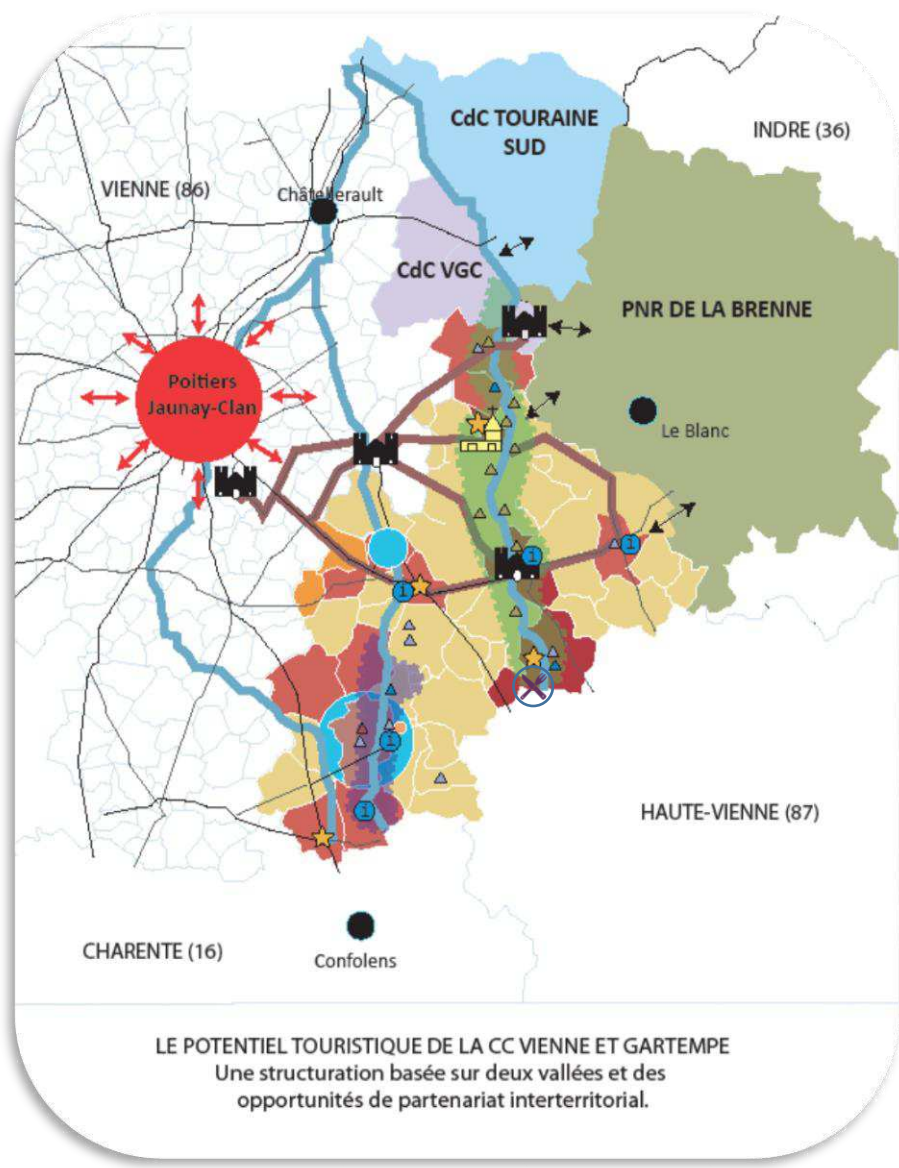 CdC TOURAINE
SUD
INDRE (36)
VIENNE (86)
Châtellerault
CdC VGC
PNR DE LA BRENNE
Poitiers
Jaunay-Clan
Le Blanc
i
i
i
i
i
HAUTE-VIENNE (87)
CHARENTE (16)
Confolens
LE POTENTIEL TOURISTIQUE DE LA CC VIENNE ET GARTEMPE
Une structuration basée sur deux vallées et des
opportunités de partenariat interterritorial.